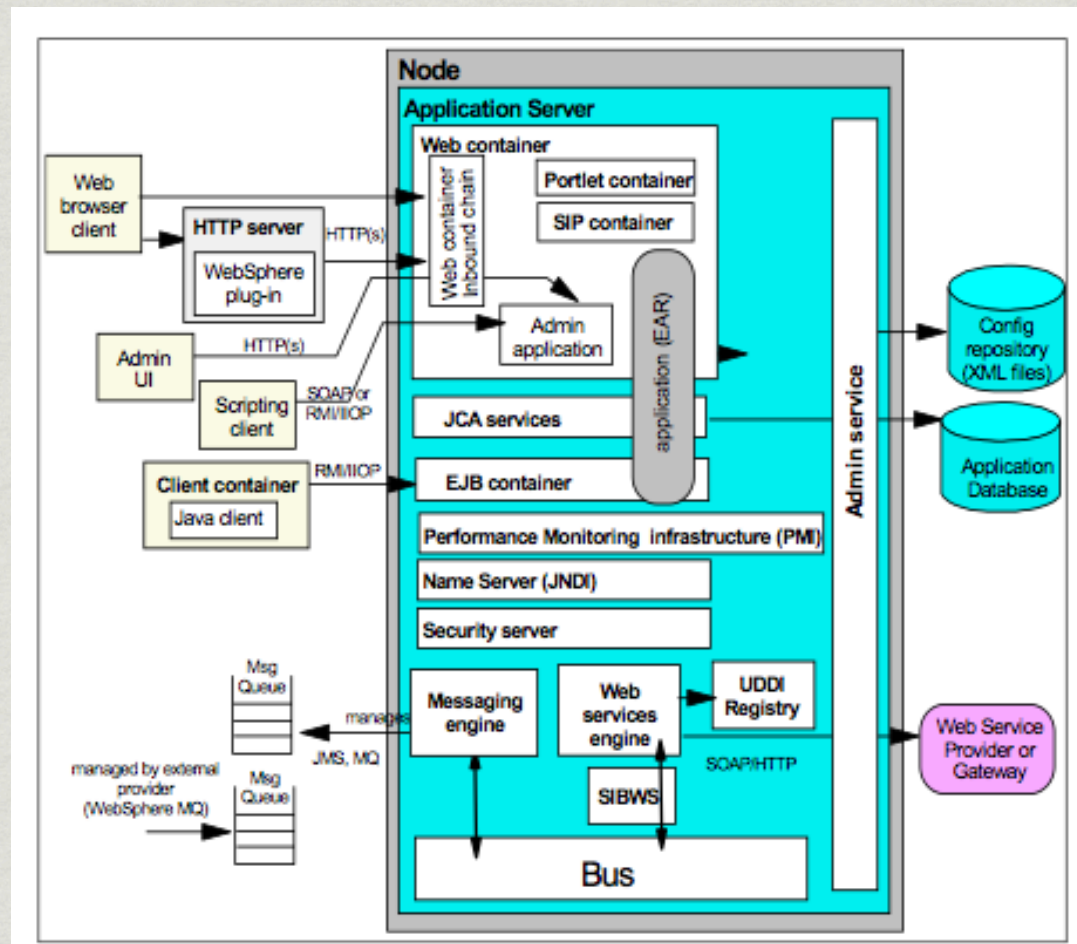 Node
Application Server
Web container
Web
browser
client
HTTP server
WebSphere
plug-in
HTTP(s)
Web container
Inbound chain
Portlet container
SIP container
Admin
application
application (EAR)
Admin
UI
HTTP(s)
Scripting
client
SOAP or
RMI/IIOP
JCA services
Client container
Java client
RMI/IIOP
EJB container
Performance Monitoring infrastructure (PMI)
Name Server (JNDI)
Security server
Admin service
Config
repository
(XML files)
Application
Database
Msg
Queue
manages
JMS, MQ
Messaging
engine
Web
services
engine
UDDI
Registry
SOAP/HTTP
Web Service
Provider or
Gateway
managed by external
provider
(WebSphere MQ)
Msg
Queue
SIBWS
Bus